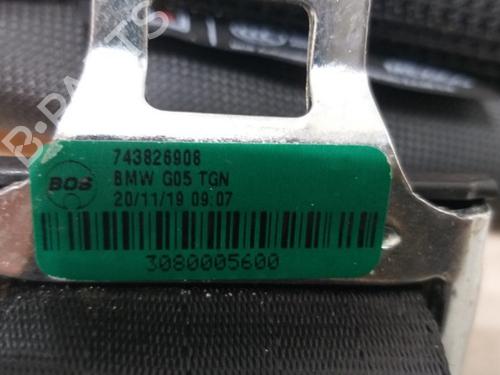 B-PARTS
743826908
BMW G05 TGN
BOS
20/11/19 09:07
3080005600